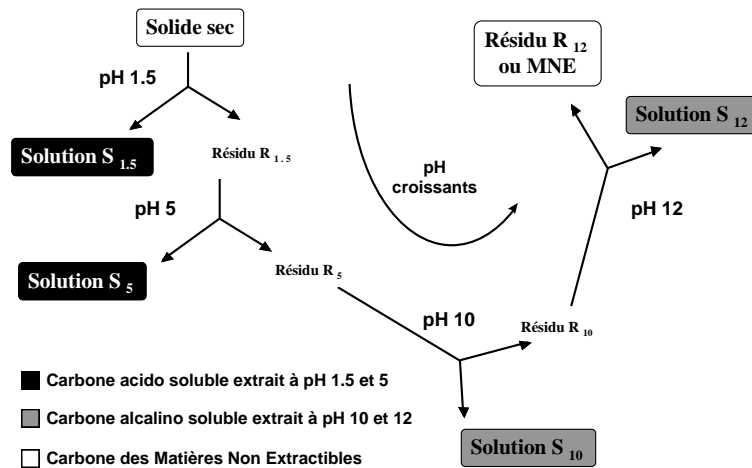 Solide sec
pH 1.5
Solution S 1.5
Résidu R 1.5
pH 5
Solution S 5
Résidu R 5
pH
croissants
pH 10
Solution S 10
Résidu R 10
pH 12
Résidu R 12
ou MNE
Solution S 12
Carbone acido soluble extrait à pH 1.5 et 5
Carbone alcalino soluble extrait à pH 10 et 12
Carbone des Matières Non Extractibles